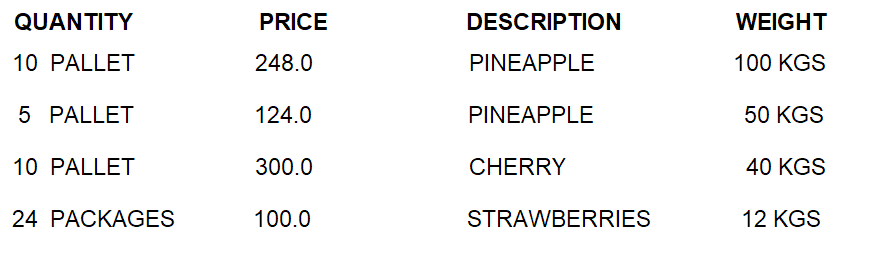 QUANTITY PRICE DESCRIPTION WEIGHT
10 PALLET 248.0 PINEAPPLE 100 KGS
5 PALLET 124.0 PINEAPPLE 50 KGS
10 PALLET 300.0 CHERRY 40 KGS
24 PACKAGES 100.0 STRAWBERRIES 12 KGS